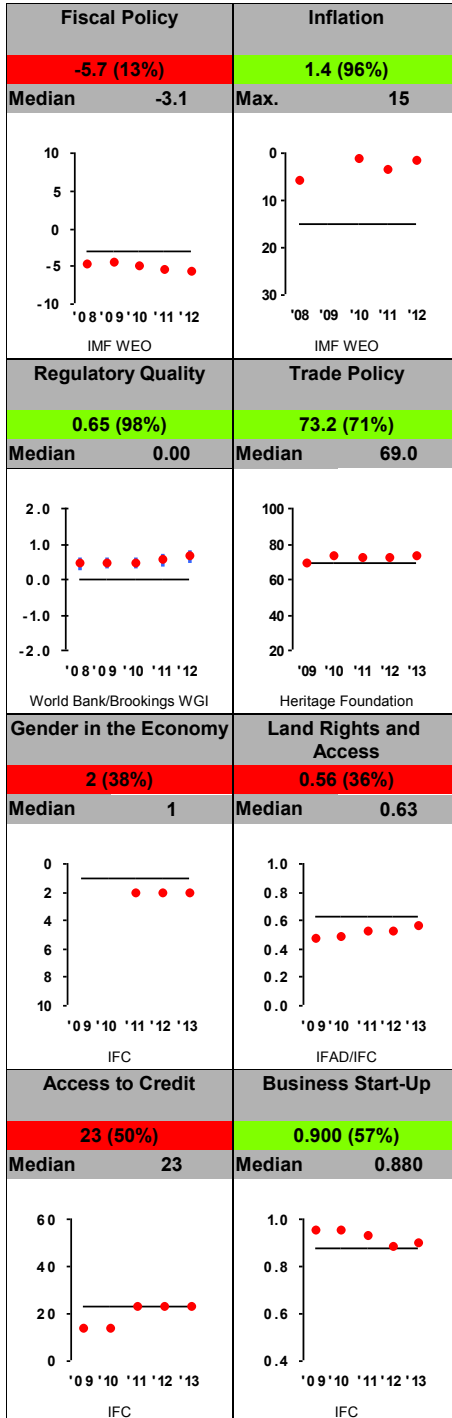 Fiscal Policy
-5.7 (13%)
Median -3.1
10
5
0
-5
-10
'08 '09 '10 '11 '12
IMF WEO
Inflation
1.4 (96%)
Max. 15
0
10
20
30
'08 '09 '10 '11 '12
IMF WEO
Regulatory Quality
0.65 (98%)
Median 0.00
2.0
1.0
0.0
-1.0
-2.0
'08 '09 '10 '11 '12
World Bank/Brookings WGI
Trade Policy
73.2 (71%)
Median 69.0
100
80
60
40
20
'09 '10 '11 '12 '13
Heritage Foundation
Gender in the Economy
2 (38%)
Median 1
0
2
4
6
8
10
'09 '10 '11 '12 '13
IFC
Land Rights and
Access
0.56 (36%)
Median 0.63
1.0
0.8
0.6
0.4
0.2
0.0
'09 '10 '11 '12 '13
IFAD/IFC
Access to Credit
23 (50%)
Median 23
60
40
20
0
'09 '10 '11 '12 '13
IFC
Business Start-Up
0.900 (57%)
Median 0.880
1.0
0.8
0.6
0.4
'09 '10 '11 '12 '13
IFC